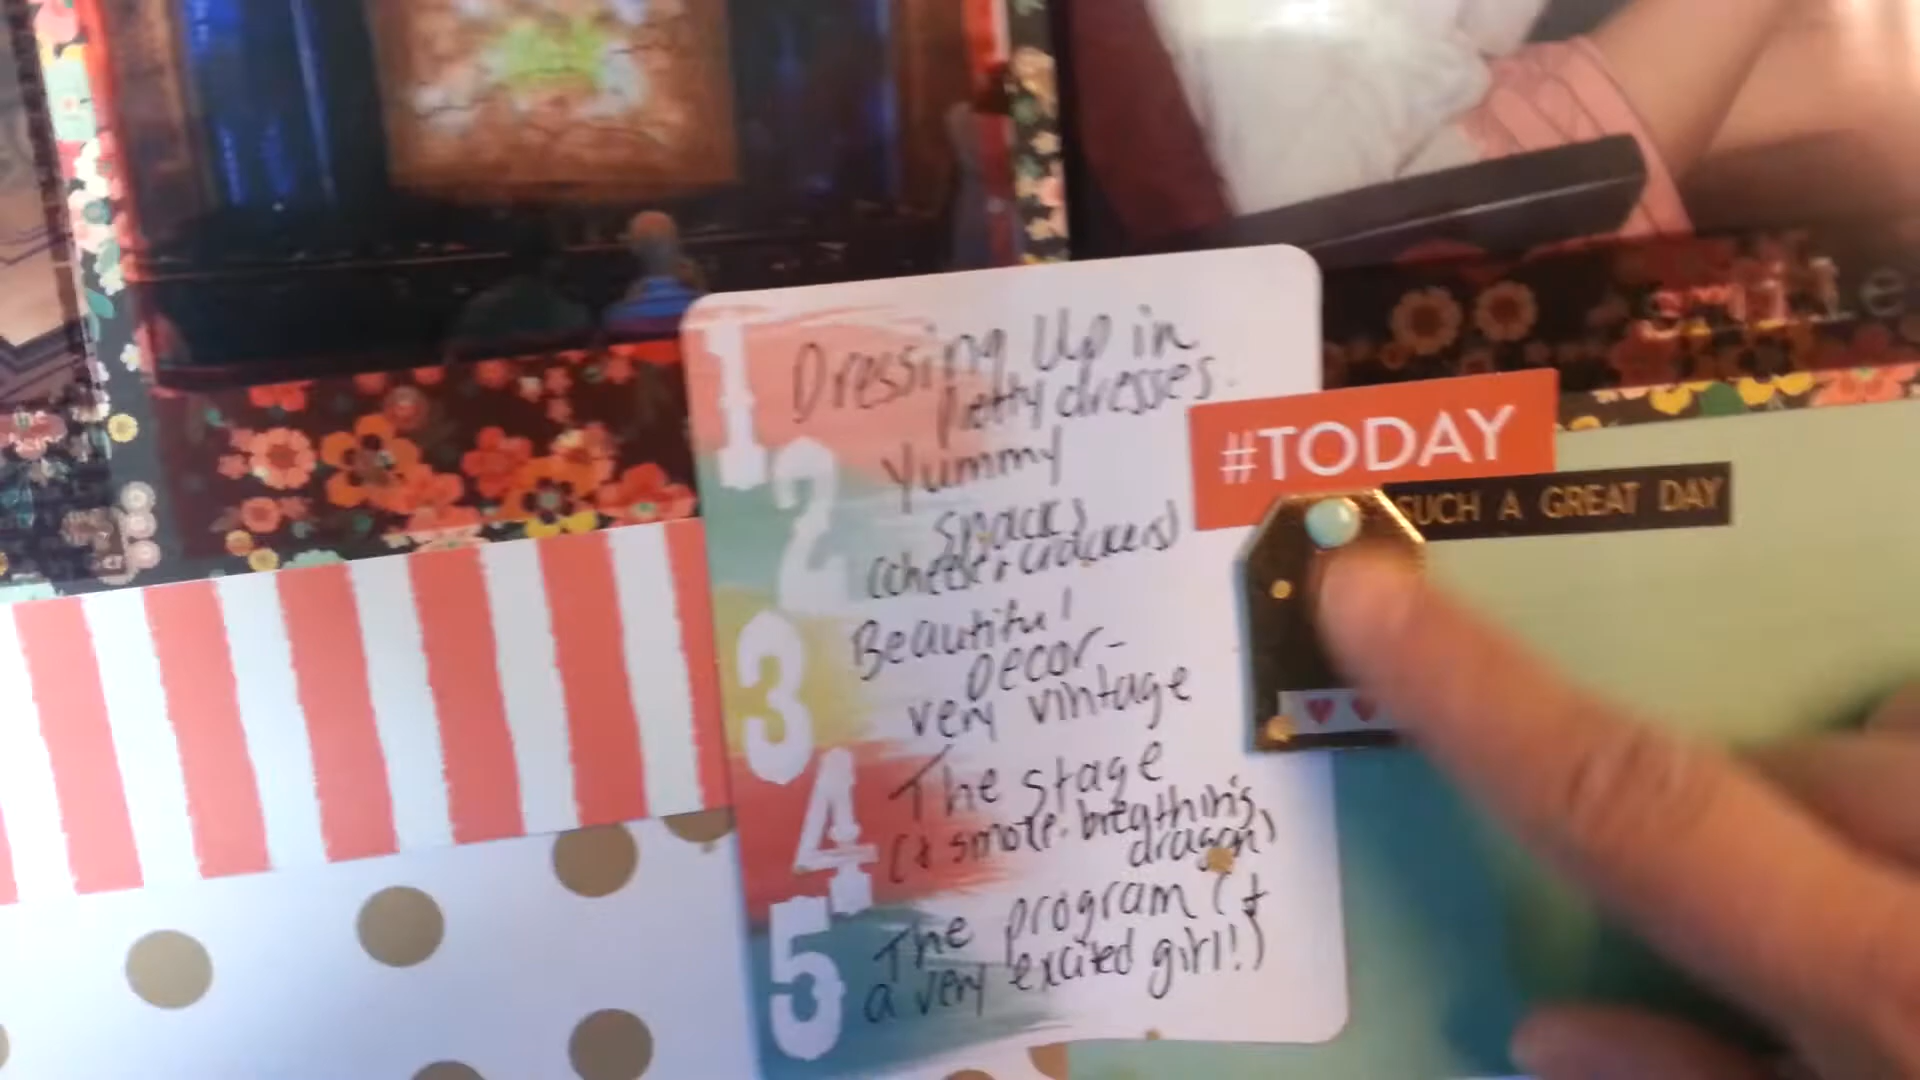 1 Dressing Up in
Pretty dresses.
2 Yummy
snacks
(cheese + crackers)
3 Beautiful
Decor-
very vintage
4 The stage
(+ smoke-breathing
dragon)
5 The program (+
a very excited girl!)
#TODAY
SUCH A GREAT DAY